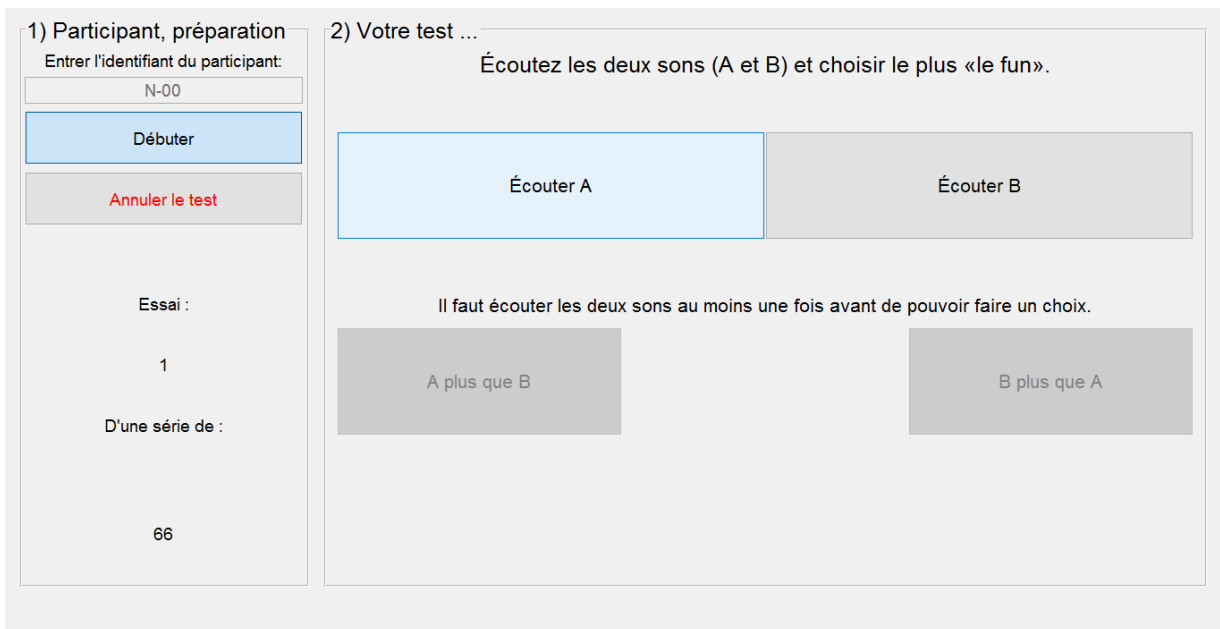 1) Participant, préparation
Entrer l'identifiant du participant:
N-00
Débuter
Annuler le test
Essai :
1
D'une série de :
66
2) Votre test ...
Écoutez les deux sons (A et B) et choisir le plus «le fun».
Écouter A
Écouter B
Il faut écouter les deux sons au moins une fois avant de pouvoir faire un choix.
A plus que B
B plus que A